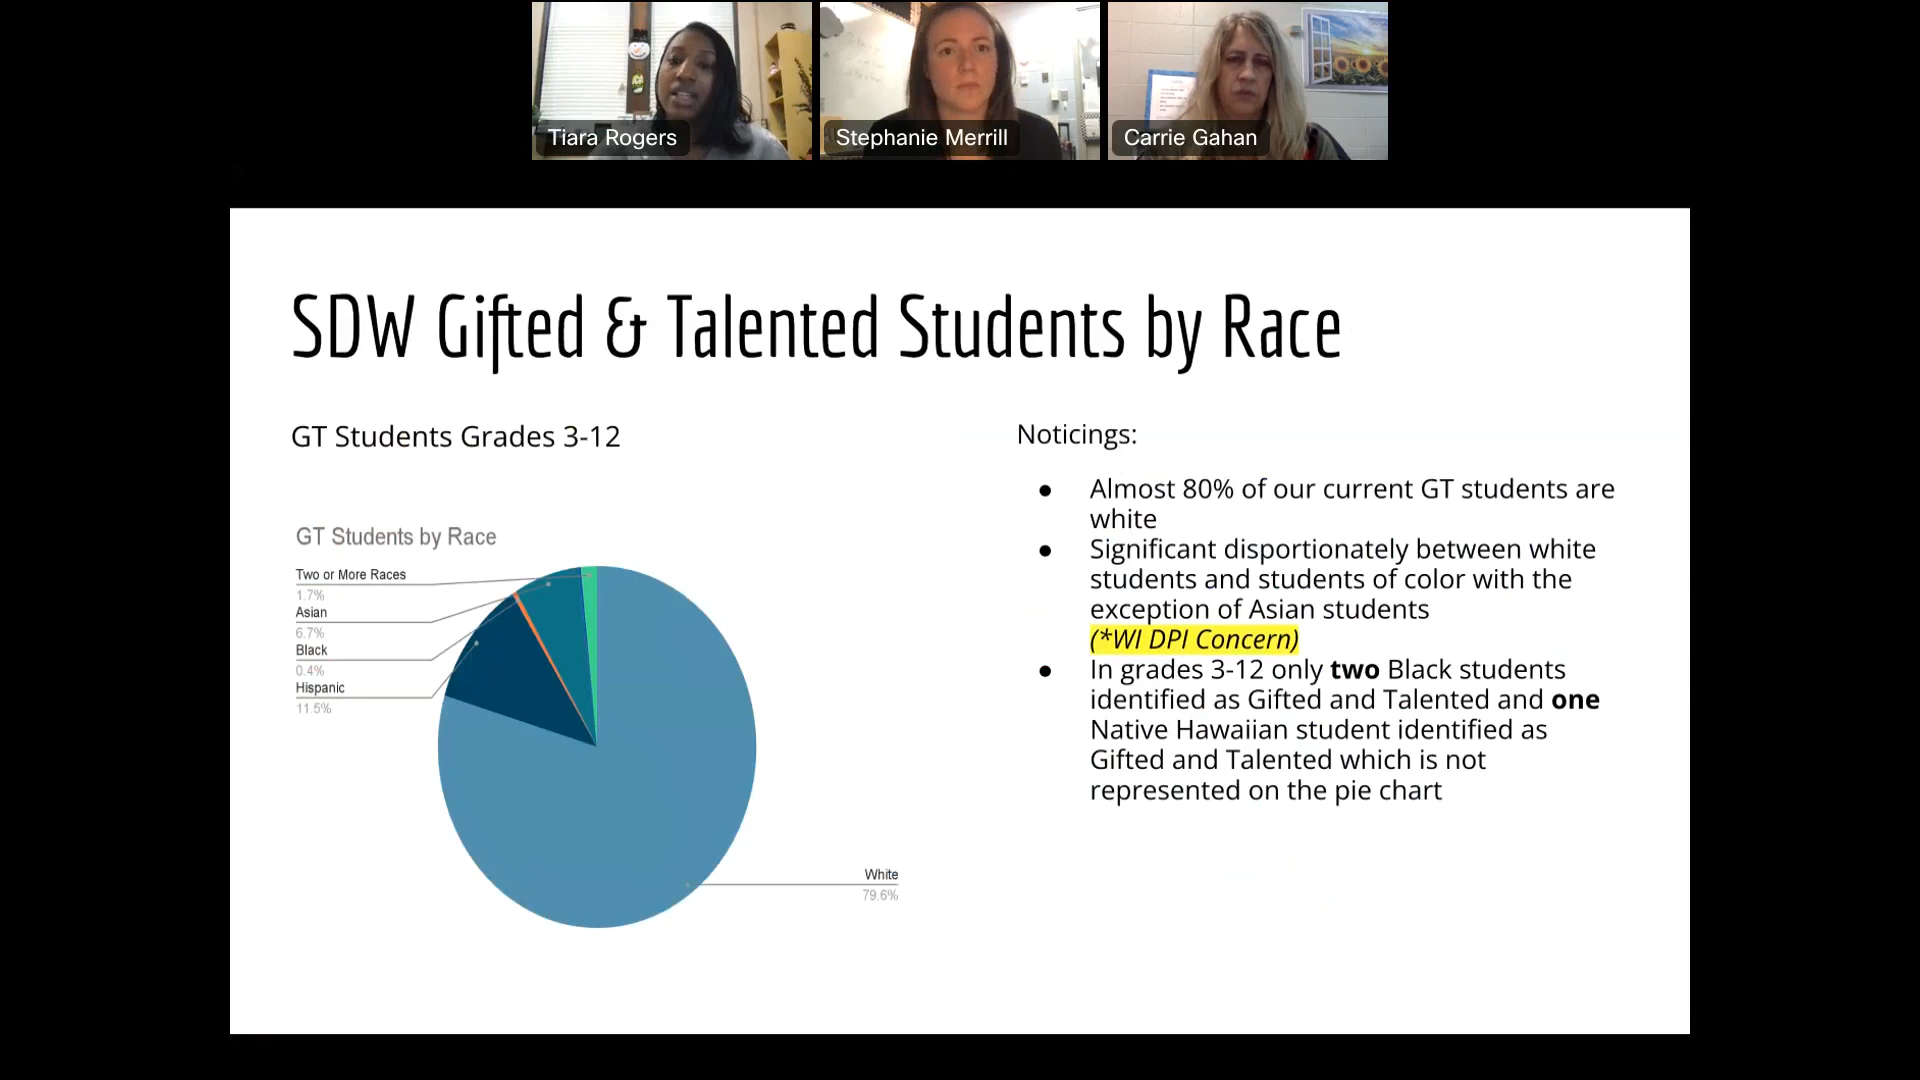 Tiara Rogers
Stephanie Merrill
Carrie Gahan
SDW Gifted & Talented Students by Race
GT Students Grades 3-12
GT Students by Race
Two or More Races
1.7%
Asian
6.7%
Black
0.4%
Hispanic
11.5%
White
79.6%
Noticings:
● Almost 80% of our current GT students are
white
● Significant disportionately between white
students and students of color with the
exception of Asian students
(*WI DPI Concern)
● In grades 3-12 only two Black students
identified as Gifted and Talented and one
Native Hawaiian student identified as
Gifted and Talented which is not
represented on the pie chart